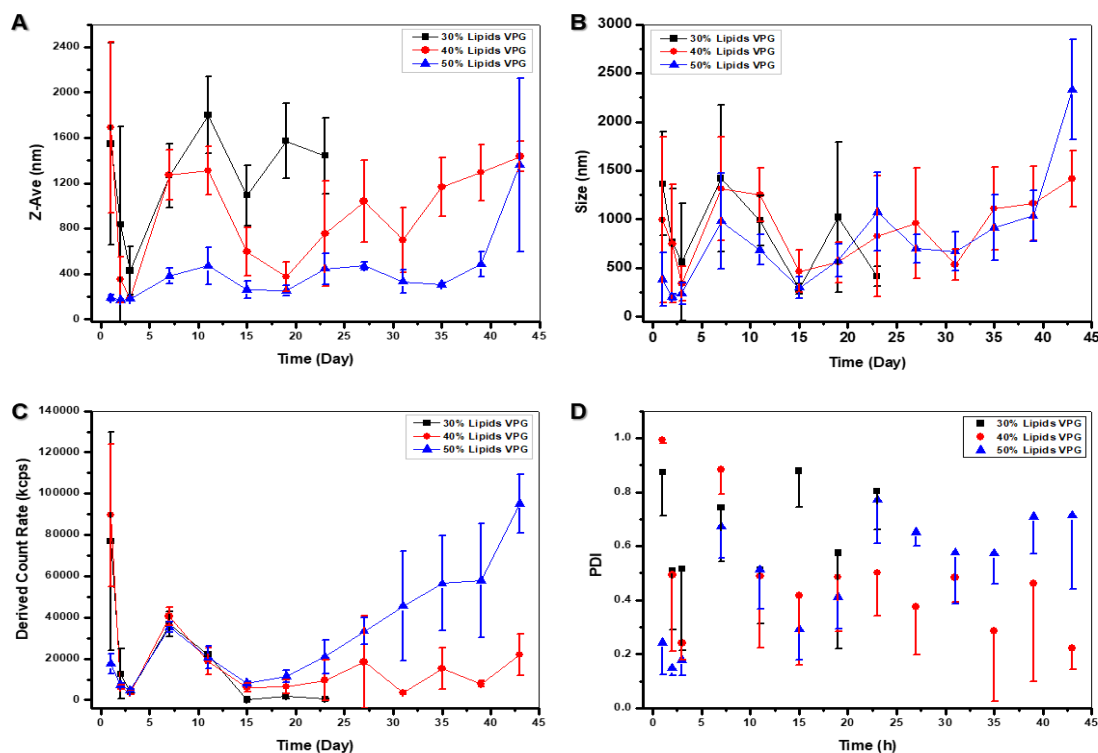 A
2400
2000
1600
1200
800
400
0
Z-Ave (nm)
30% Lipids VPG
40% Lipids VPG
50% Lipids VPG
0 5 10 15 20 25 30 35 40 45
Time (Day)
B
3000
2500
2000
1500
1000
500
0
Size (nm)
30% Lipids VPG
40% Lipids VPG
50% Lipids VPG
0 5 10 15 20 25 30 35 40 45
Time (Day)
C
140000
120000
100000
80000
60000
40000
20000
0
Derived Count Rate (kcps)
30% Lipids VPG
40% Lipids VPG
50% Lipids VPG
0 5 10 15 20 25 30 35 40 45
Time (Day)
D
1.0
0.8
0.6
0.4
0.2
0.0
PDI
30% Lipids VPG
40% Lipids VPG
50% Lipids VPG
0 5 10 15 20 25 30 35 40 45
Time (h)